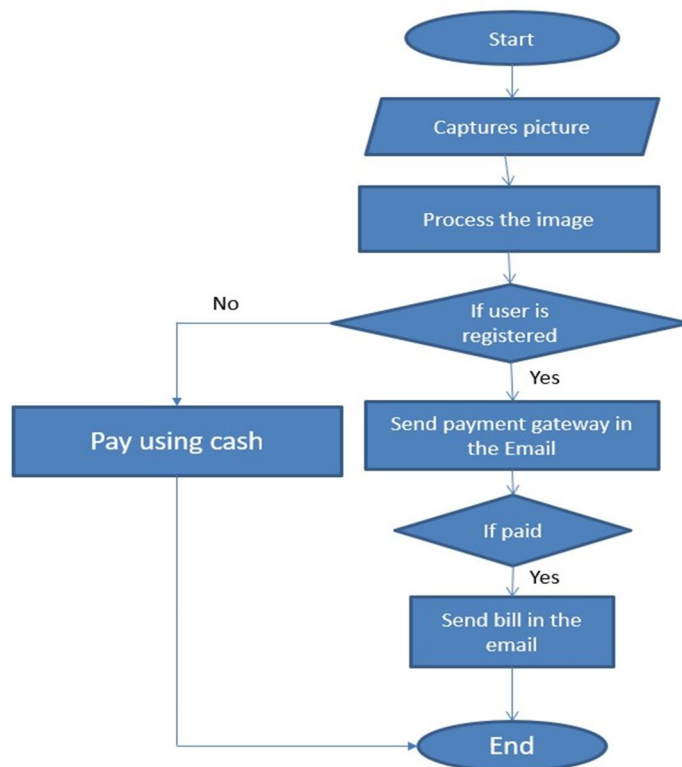 Start
Captures picture
Process the image
If user is
registered
No
Yes
Pay using cash
Send payment gateway in
the Email
If paid
Yes
Send bill in the
email
End